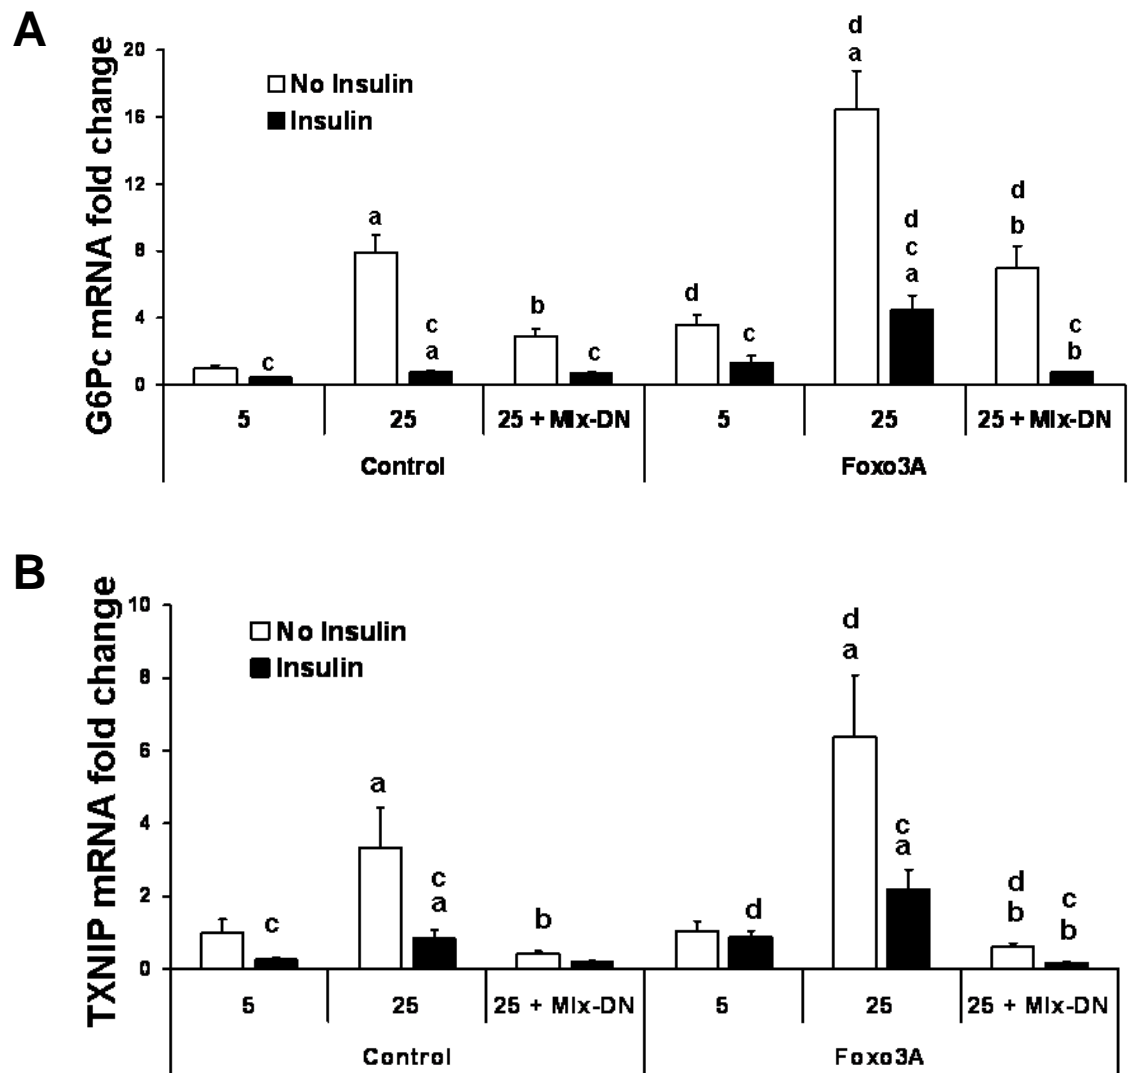 A
G6Pc mRNA fold change
20
16
12
8
4
0
No Insulin
Insulin
c
a
c
a
b
c
d
c
d
a
d
c
a
d
b
c
b
5
25
25 + Mlx-DN
5
25
25 + Mlx-DN
Control
Foxo3A
B
TXNIP mRNA fold change
10
8
6
4
2
0
No Insulin
Insulin
c
a
c
a
b
d
d
a
c
a
d
b
c
b
5
25
25 + Mlx-DN
5
25
25 + Mlx-DN
Control
Foxo3A